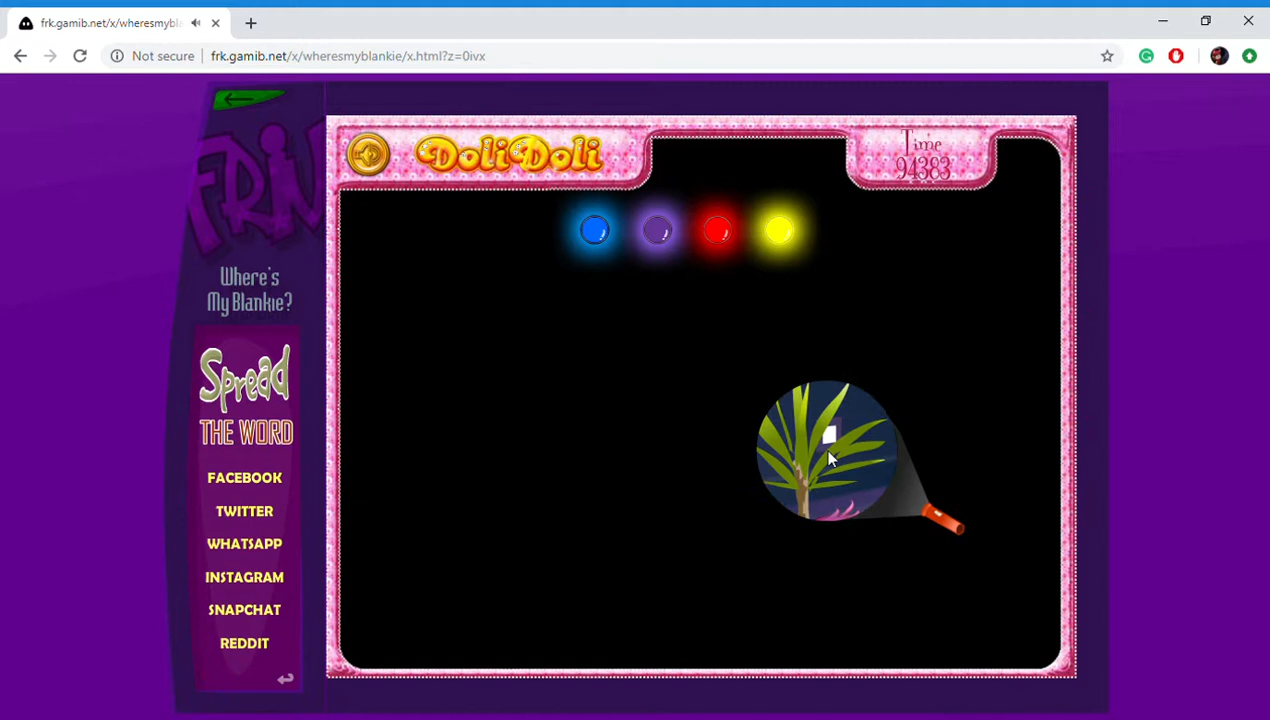 frk.gamib.net/x/wheresmybl
Not secure
frk.gamib.net/x/wheresmyblankie/x.html?z=0ivx
FRIV
DoliDoli
Time
94383
Where's
My Blankie?
Spread
THE WORD
FACEBOOK
TWITTER
WHATSAPP
INSTAGRAM
SNAPCHAT
REDDIT